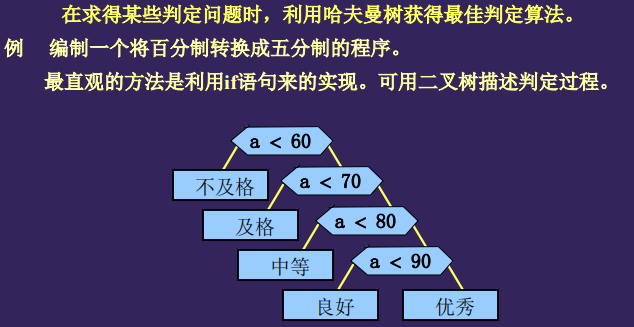 在求得某些判定问题时，利用哈夫曼树获得最佳判定算法。
例 编制一个将百分制转换成五分制的程序。
最直观的方法是利用if语句来的实现。可用二叉树描述判定过程。
a < 60
不及格
a < 70
及格
a < 80
中等
a < 90
良好
优秀